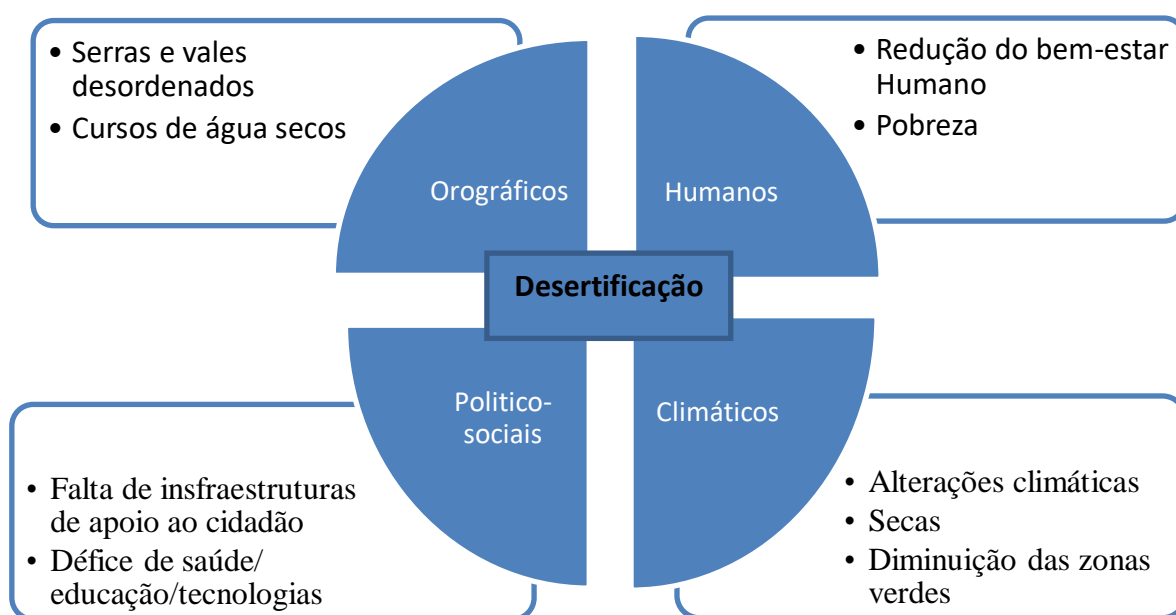 • Serras e vales
desordenados
• Cursos de água secos
• Redução do bem-estar
Humano
• Pobreza
Orográficos
Humanos
Desertificação
Politico-
sociais
Climáticos
• Falta de insfraestruturas
de apoio ao cidadão
• Défice de saúde/
educação/tecnologias
• Alterações climáticas
• Secas
• Diminuição das zonas
verdes